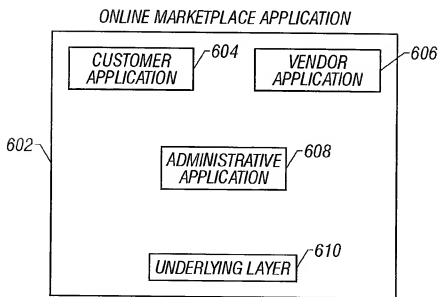 ONLINE MARKETPLACE APPLICATION
CUSTOMER
APPLICATION
604
VENDOR
APPLICATION
606
602
ADMINISTRATIVE
APPLICATION
608
610
UNDERLYING LAYER